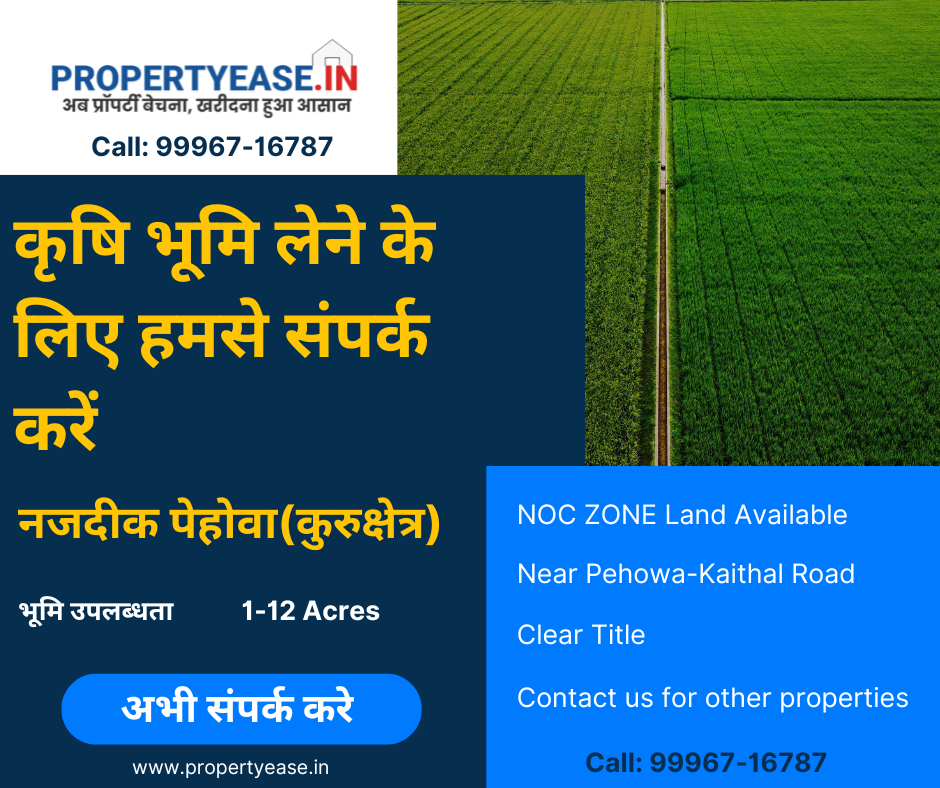 PROPERTYEASE.IN
अब प्रॉपर्टी बेचना, खरीदना हुआ आसान
Call: 99967-16787
कृषि भूमि लेने के
लिए हमसे संपर्क
करें
नजदीक पेहोवा(कुरुक्षेत्र)
भूमि उपलब्धता 1-12 Acres
अभी संपर्क करे
www.propertyease.in
NOC ZONE Land Available
Near Pehowa-Kaithal Road
Clear Title
Contact us for other properties
Call: 99967-16787